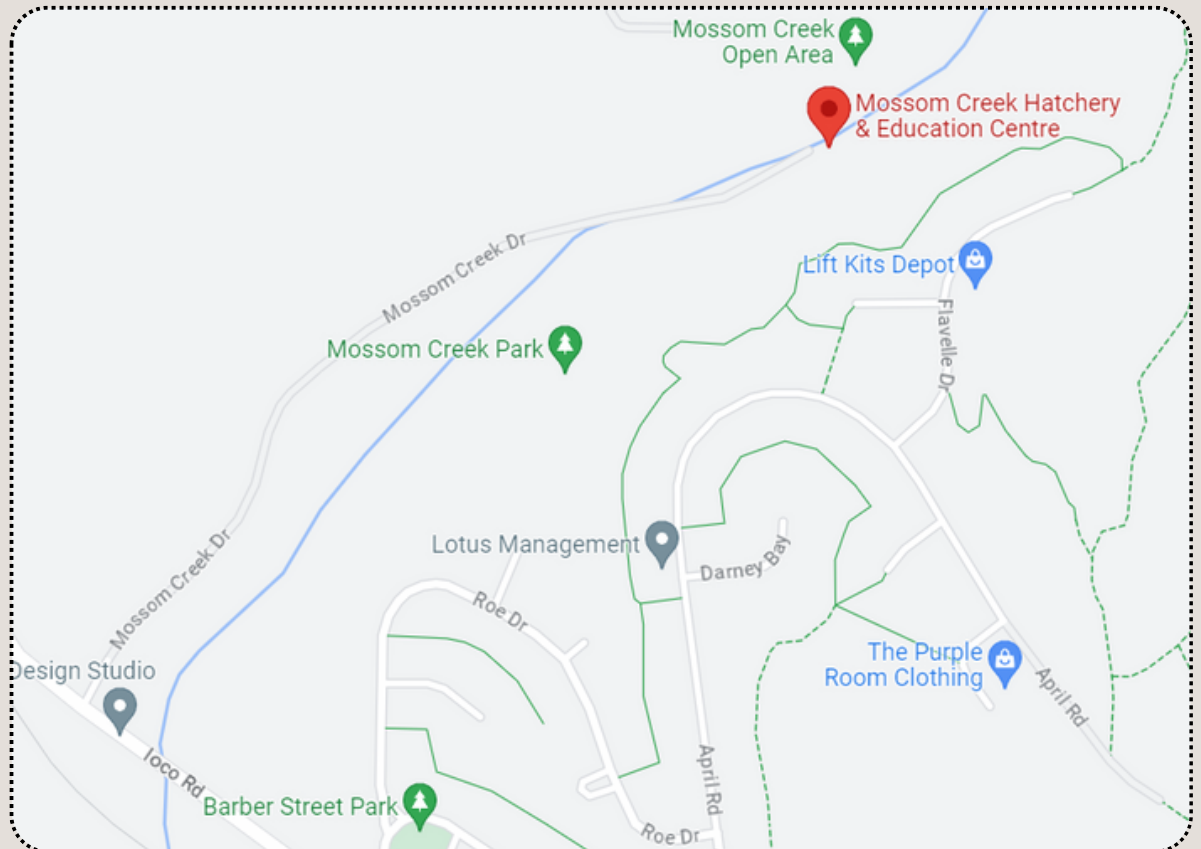 Mossom Creek
Open Area
Mossom Creek Hatchery
& Education Centre
Mossom Creek Dr
Lift Kits Depot
Flavelle Dr
Mossom Creek Park
Lotus Management
Darney Bay
Mossom Creek Dr
Roe Dr
The Purple
Room Clothing
Design Studio
April Rd
Ioco Rd
April Rd
Barber Street Park
Roe Dr